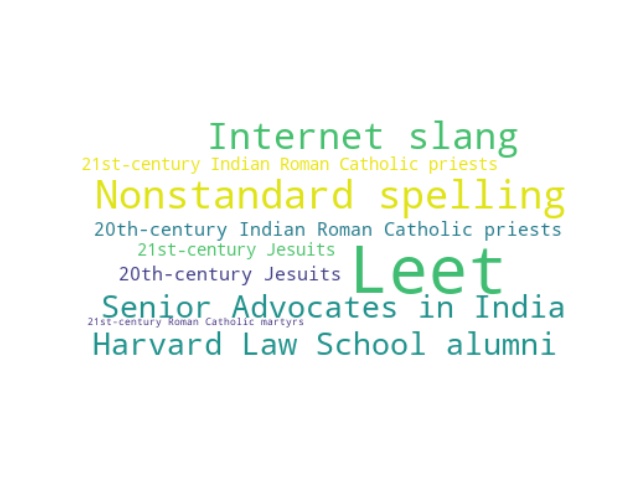 Internet slang
21st-century Indian Roman Catholic priests
Nonstandard spelling
20th-century Indian Roman Catholic priests
21st-century Jesuits
Leet
20th-century Jesuits
Senior Advocates in India
21st-century Roman Catholic martyrs
Harvard Law School alumni